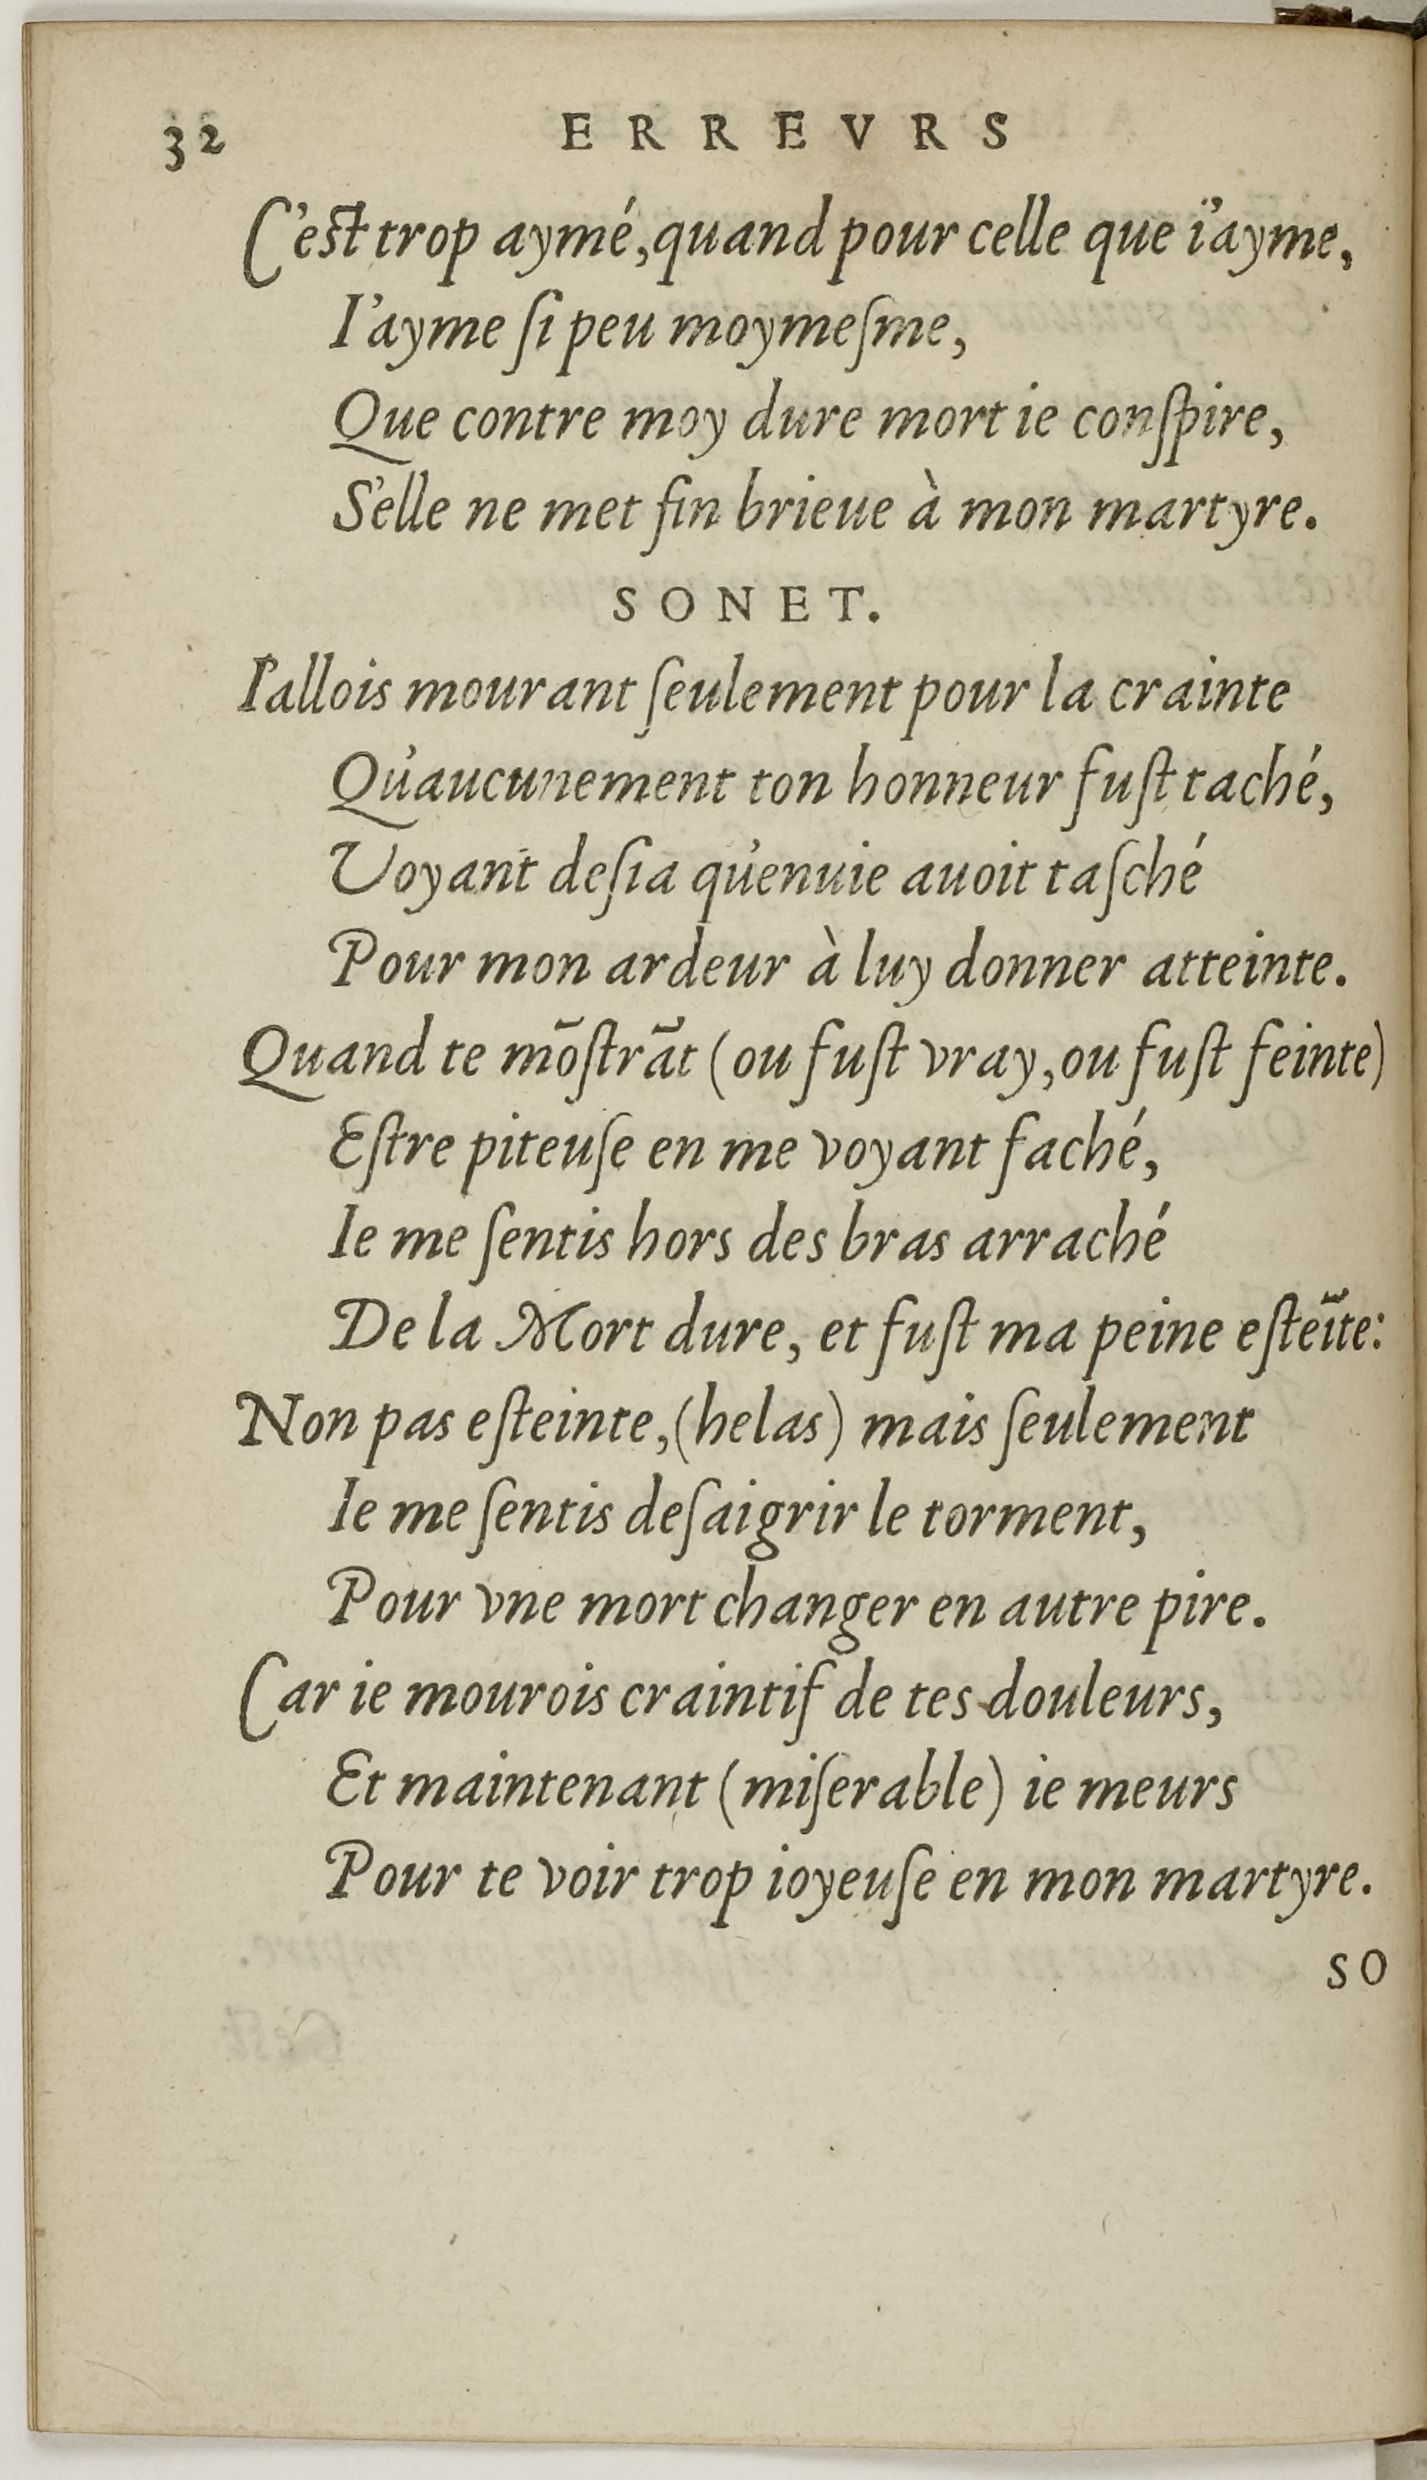 32 ERREVRS
C'est trop aymé, quand pour celle que i'ayme,
I'ayme ſi peu moymeſme,
Que contre moy dure mort ie conſpire,
S'elle ne met fin brieue à mon martyre.
SONET.
I'allois mourant ſeulement pour la crainte
Qu'aucunement ton honneur fuſt taché,
Voyant deſia qu'enuie auoit taſché
Pour mon ardeur à luy donner atteinte.
Quand te mõſtrãt (ou fuſt vray, ou fuſt feinte)
Eſtre piteuſe en me voyant faché,
Ie me ſentis hors des bras arraché
De la Mort dure, et fuſt ma peine eſteĩte:
Non pas eſteinte, (helas) mais ſeulement
Ie me ſentis deſaigrir le torment,
Pour vne mort changer en autre pire.
Car ie mourois craintif de tes douleurs,
Et maintenant (miſerable) ie meurs
Pour te voir trop ioyeuſe en mon martyre.
SO